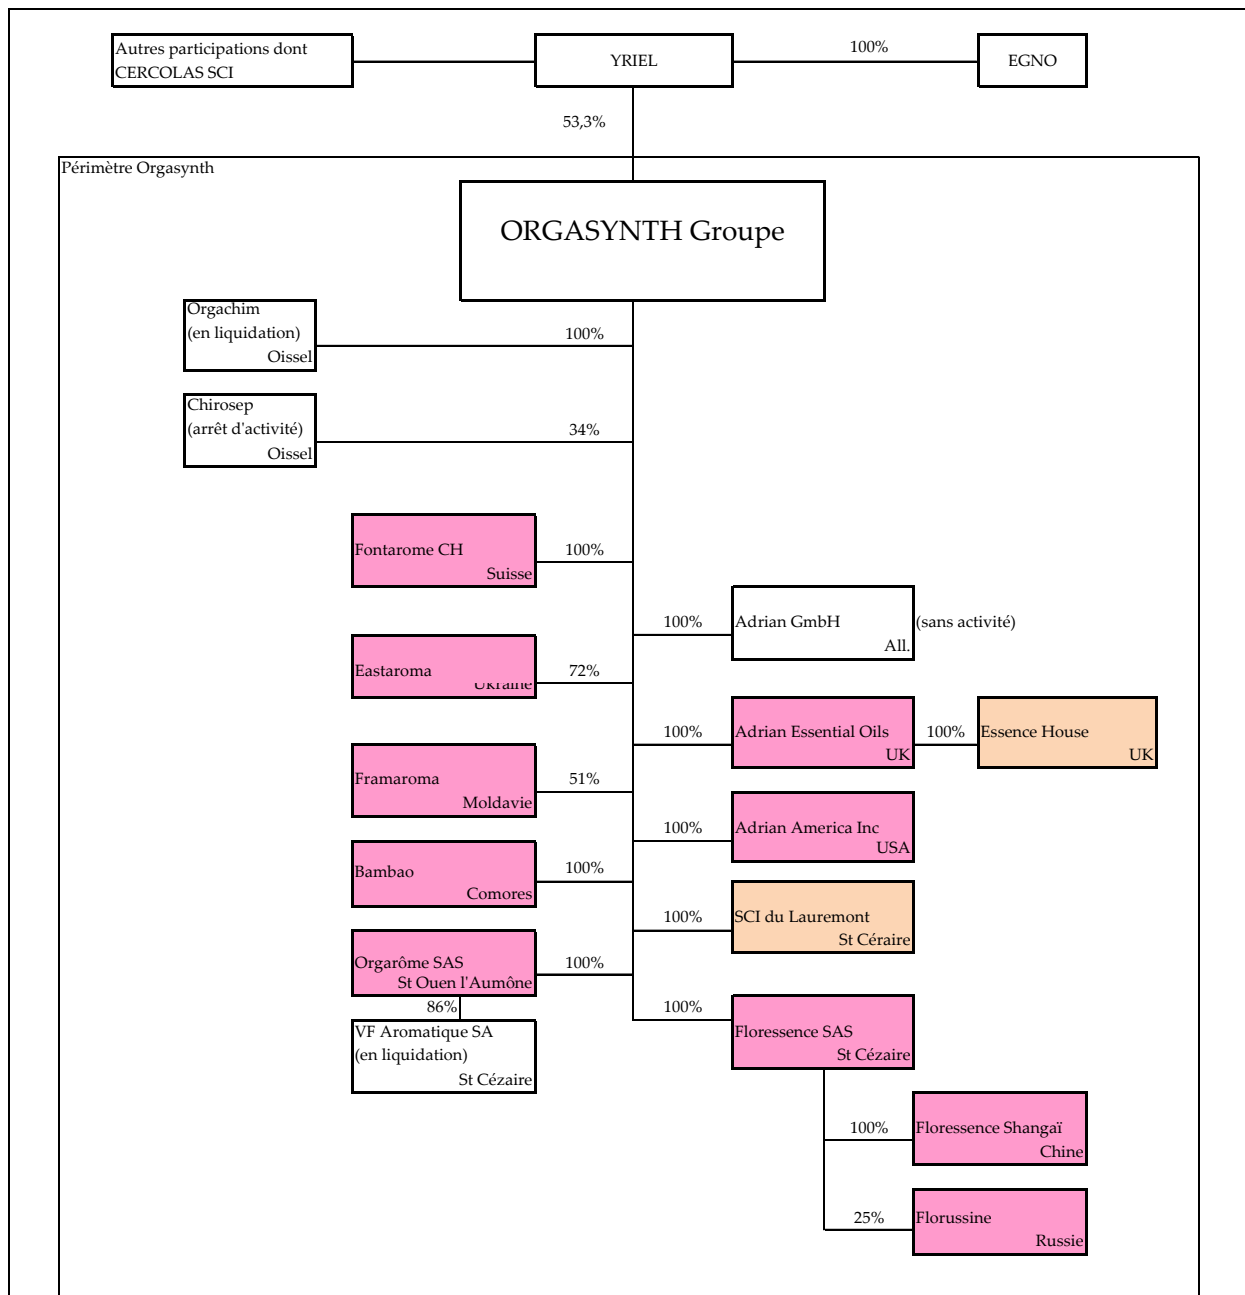 Autres participations dont
CERCOLAS SCI
YRIEL
100%
EGNO
53,3%
Périmètre Orgasynth
ORGASYNTH Groupe
Orgachim
(en liquidation)
Oissel
100%
Chirosep
(arrêt d'activité)
Oissel
34%
Fontarome CH
Suisse
100%
100%
Adrian GmbH
All.
(sans activité)
Eastaroma
Ukraine
72%
100%
Adrian Essential Oils
UK
100%
Essence House
UK
Framaroma
Moldavie
51%
100%
Adrian America Inc
USA
Bambao
Comores
100%
100%
SCI du Lauremont
St Céraire
Orgarôme SAS
St Ouen l'Aumône
100%
86%
VF Aromatique SA
(en liquidation)
St Cézaire
100%
Floressence SAS
St Cézaire
100%
Floressence Shangaï
Chine
25%
Florussine
Russie